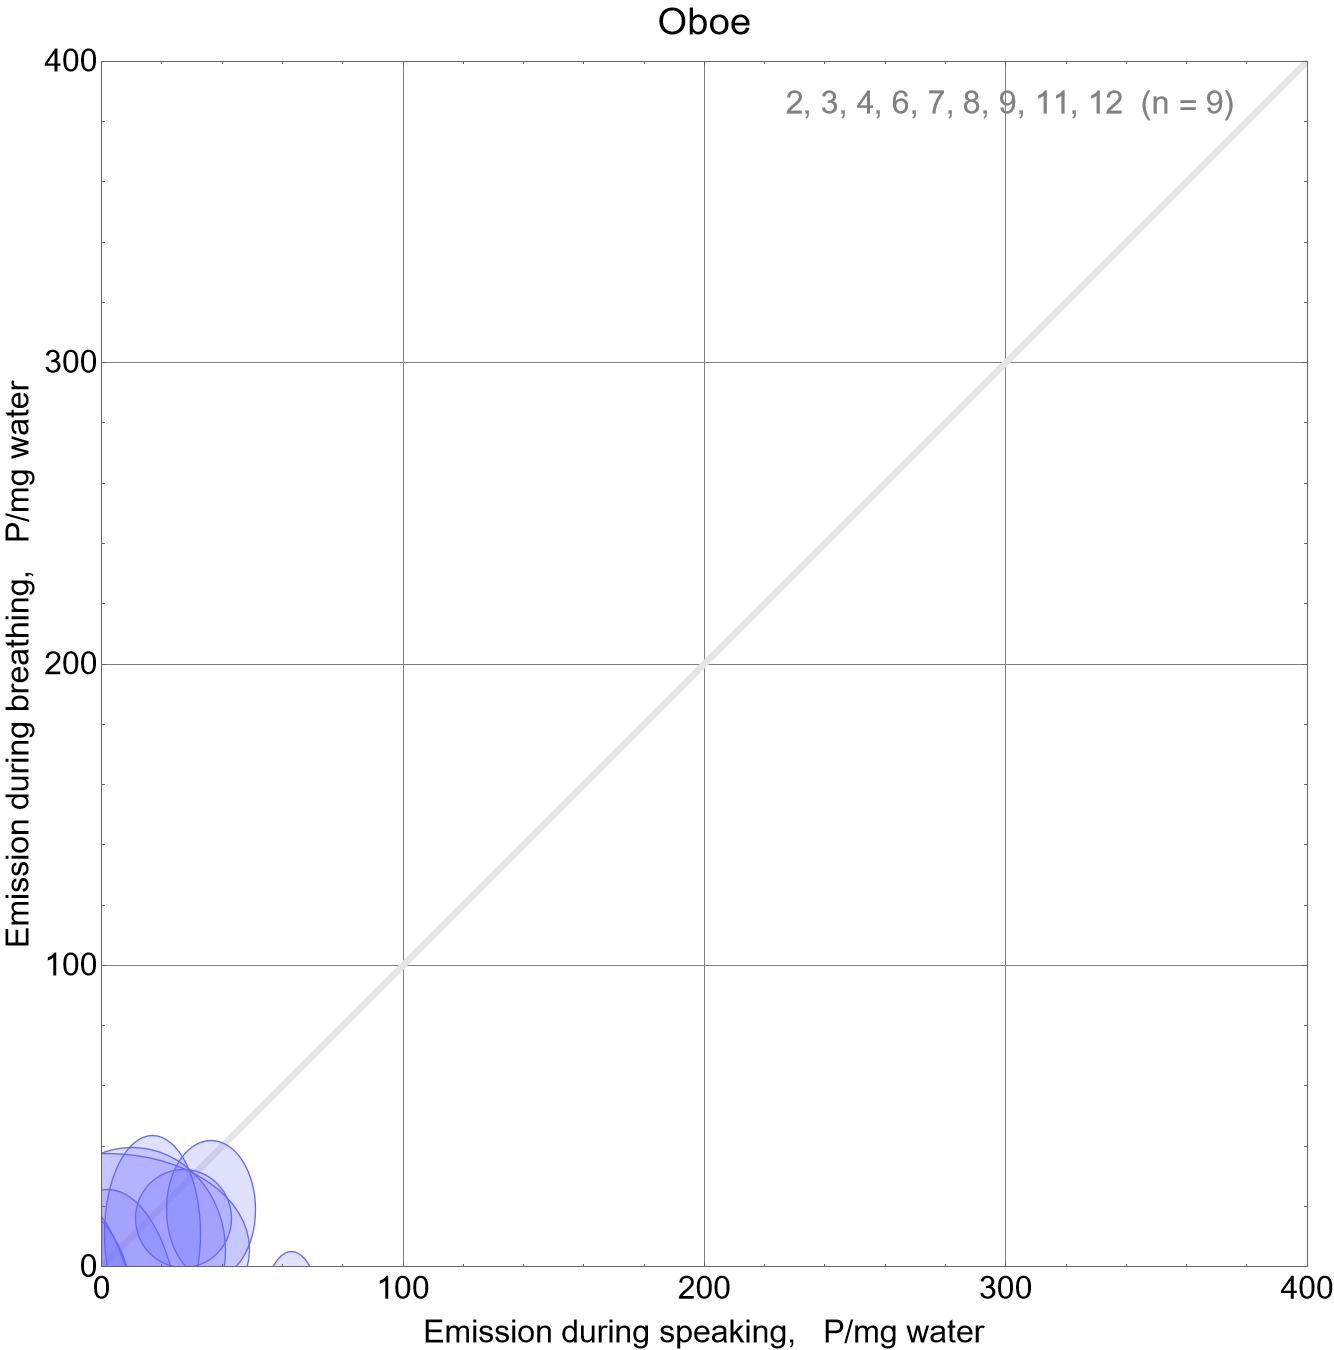 Oboe
2, 3, 4, 6, 7, 8, 9, 11, 12 (n = 9)
400
300
200
100
0
Emission during breathing, P/mg water
0 100 200 300 400
Emission during speaking, P/mg water